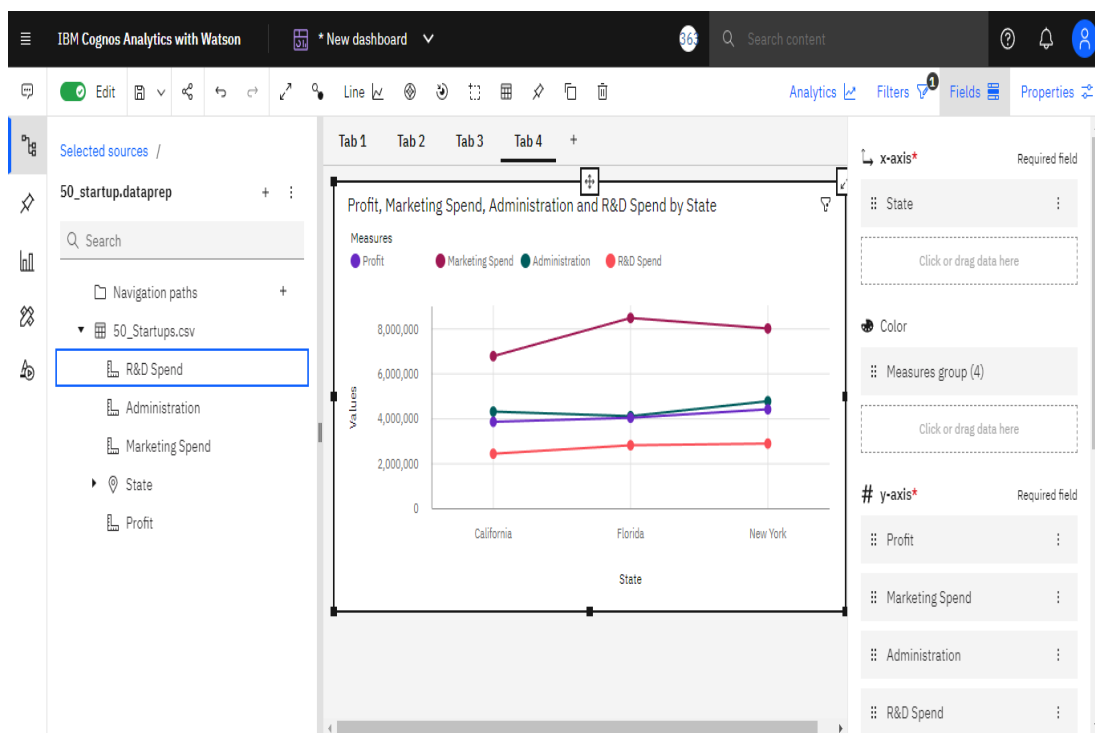 IBM Cognos Analytics with Watson
* New dashboard
363
Search content
Edit
Line
Analytics
Filters
1
Fields
Properties
Selected sources /
50_startup.dataprep
Search
Navigation paths
50_Startups.csv
R&D Spend
Administration
Marketing Spend
State
Profit
Tab 1 Tab 2 Tab 3 Tab 4 +
Profit, Marketing Spend, Administration and R&D Spend by State
Measures
Profit Marketing Spend Administration R&D Spend
8,000,000
6,000,000
4,000,000
2,000,000
0
Values
California Florida New York
State
x-axis* Required field
State
Click or drag data here
Color
Measures group (4)
Click or drag data here
# y-axis* Required field
Profit
Marketing Spend
Administration
R&D Spend